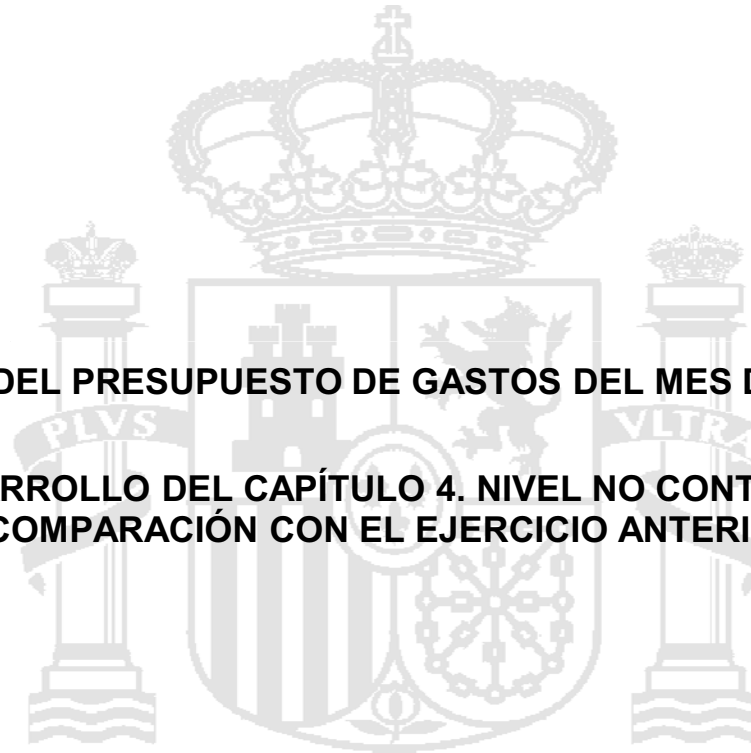 PLVS
VLTRA
DEL PRESUPUESTO DE GASTOS DEL MES
RROLLO DEL CAPÍTULO 4. NIVEL NO CONT
COMPARACIÓN CON EL EJERCICIO ANTERI